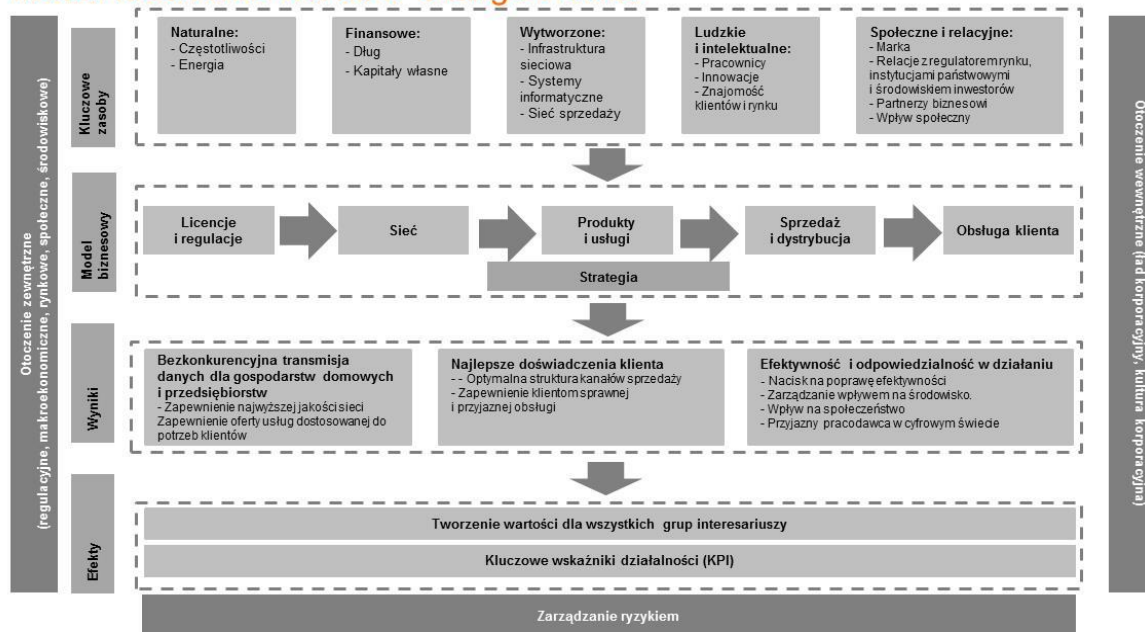 Otoczenie zewnętrzne
(regulacyjne, makroekonomiczne, rynkowe, społeczne, środowiskowe)
Kluczowe
zasoby
Naturalne:
- Częstotliwości
- Energia
Finansowe:
- Dług
- Kapitały własne
Wytworzone:
- Infrastruktura
sieciowa
- Systemy
informatyczne
- Sieć sprzedaży
Ludzkie
i intelektualne:
- Pracownicy
- Innowacje
- Znajomość
klientów i rynku
Społeczne i relacyjne:
- Marka
- Relacje z regulatorem rynku,
instytucjami państwowymi
i środowiskiem inwestorów
- Partnerzy biznesowi
- Wpływ społeczny
Model
biznesowy
Licencje
i regulacje
Sieć
Produkty
i usługi
Sprzedaż
i dystrybucja
Obsługa klienta
Strategia
Wyniki
Bezkonkurencyjna transmisja
danych dla gospodarstw domowych
i przedsiębiorstw
- Zapewnienie najwyższej jakości sieci
Zapewnienie oferty usług dostosowanej do
potrzeb klientów
Najlepsze doświadczenia klienta
- - Optymalna struktura kanałów sprzedaży
- Zapewnienie klientom sprawnej
i przyjaznej obsługi
Efektywność i odpowiedzialność w działaniu
- Nacisk na poprawę efektywności
- Zarządzanie wpływem na środowisko.
- Wpływ na społeczeństwo
- Przyjazny pracodawca w cyfrowym świecie
Efekty
Tworzenie wartości dla wszystkich grup interesariuszy
Kluczowe wskaźniki działalności (KPI)
Zarządzanie ryzykiem
Otoczenie wewnętrzne (ład korporacyjny, kultura korporacyjna)